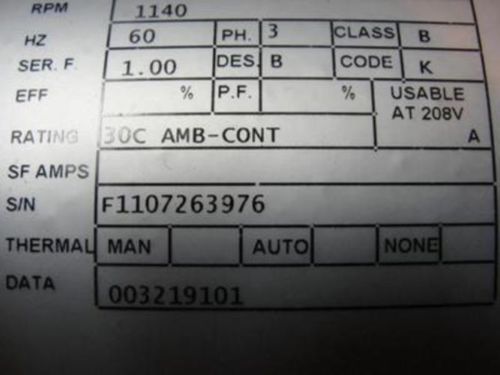 RPM 1140
HZ 60 PH. 3 CLASS B
SER. F. 1.00 DES. B CODE K
EFF % P.F. % USABLE
AT 208V
RATING 30C AMB-CONT A
SF AMPS
S/N F1107263976
THERMAL MAN AUTO NONE
DATA 003219101